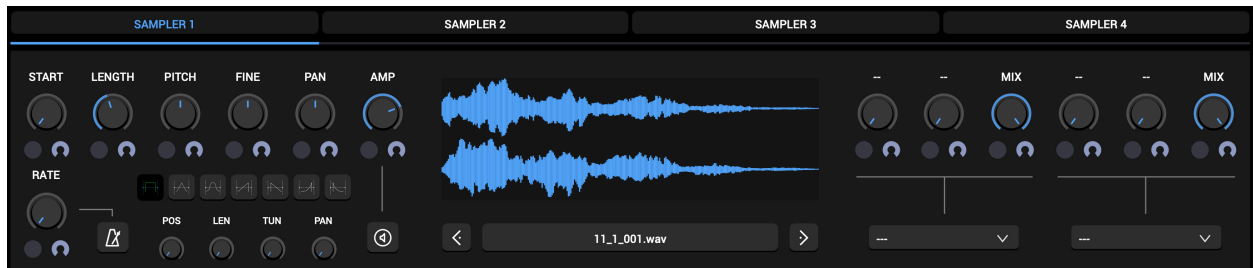 SAMPLER 1 SAMPLER 2 SAMPLER 3 SAMPLER 4
START LENGTH PITCH FINE PAN AMP -- -- MIX -- -- MIX
RATE
POS LEN TUN PAN
11_1_001.wav --- ---